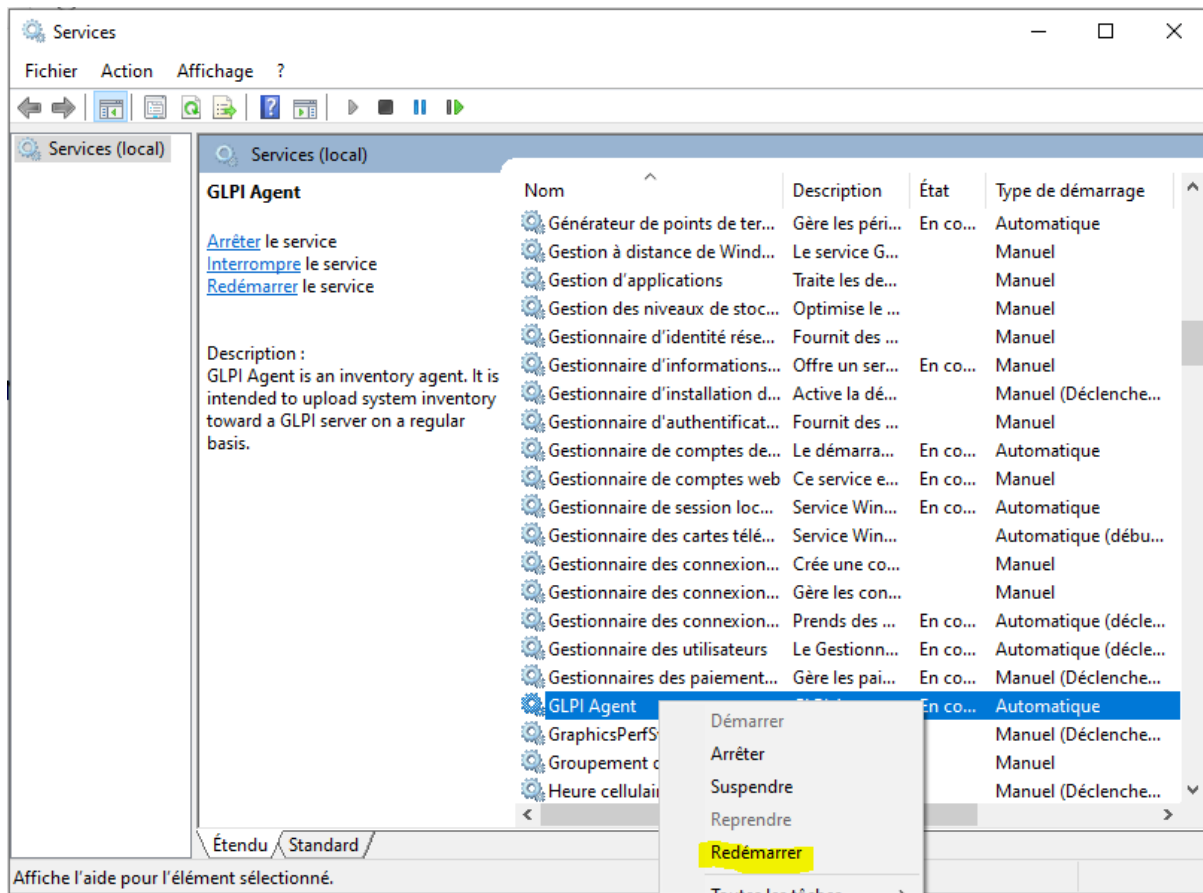 Services
Fichier Action Affichage ?
Services (local)
Services (local)
GLPI Agent
Arrêter le service
Interrompre le service
Redémarrer le service
Description :
GLPI Agent is an inventory agent. It is
intended to upload system inventory
toward a GLPI server on a regular
basis.
Nom Description État Type de démarrage
Générateur de points de ter... Gère les péri... En co... Automatique
Gestion à distance de Wind... Le service G... Manuel
Gestion d'applications Traite les de... Manuel
Gestion des niveaux de stoc... Optimise le ... Manuel
Gestionnaire d'identité rése... Fournit des ... Manuel
Gestionnaire d'informations... Offre un ser... En co... Manuel
Gestionnaire d'installation d... Active la dé... Manuel (Déclenche...
Gestionnaire d'authentificat... Fournit des ... Manuel
Gestionnaire de comptes de... Le démarra... En co... Automatique
Gestionnaire de comptes web Ce service e... En co... Manuel
Gestionnaire de session loc... Service Win... En co... Automatique
Gestionnaire des cartes télé... Service Win... Automatique (débu...
Gestionnaire des connexion... Crée une co... Manuel
Gestionnaire des connexion... Gère les con... Manuel
Gestionnaire des connexion... Prends des ... En co... Automatique (décle...
Gestionnaire des utilisateurs Le Gestionn... En co... Automatique (décle...
Gestionnaires des paiement... Gère les pai... En co... Manuel (Déclenche...
GLPI Agent En co... Automatique
GraphicsPerfS Manuel (Déclenche...
Groupement Manuel
Heure cellulai Manuel (Déclenche...
Démarrer
Arrêter
Suspendre
Reprendre
Redémarrer
Étendu Standard
Affiche l'aide pour l'élément sélectionné.